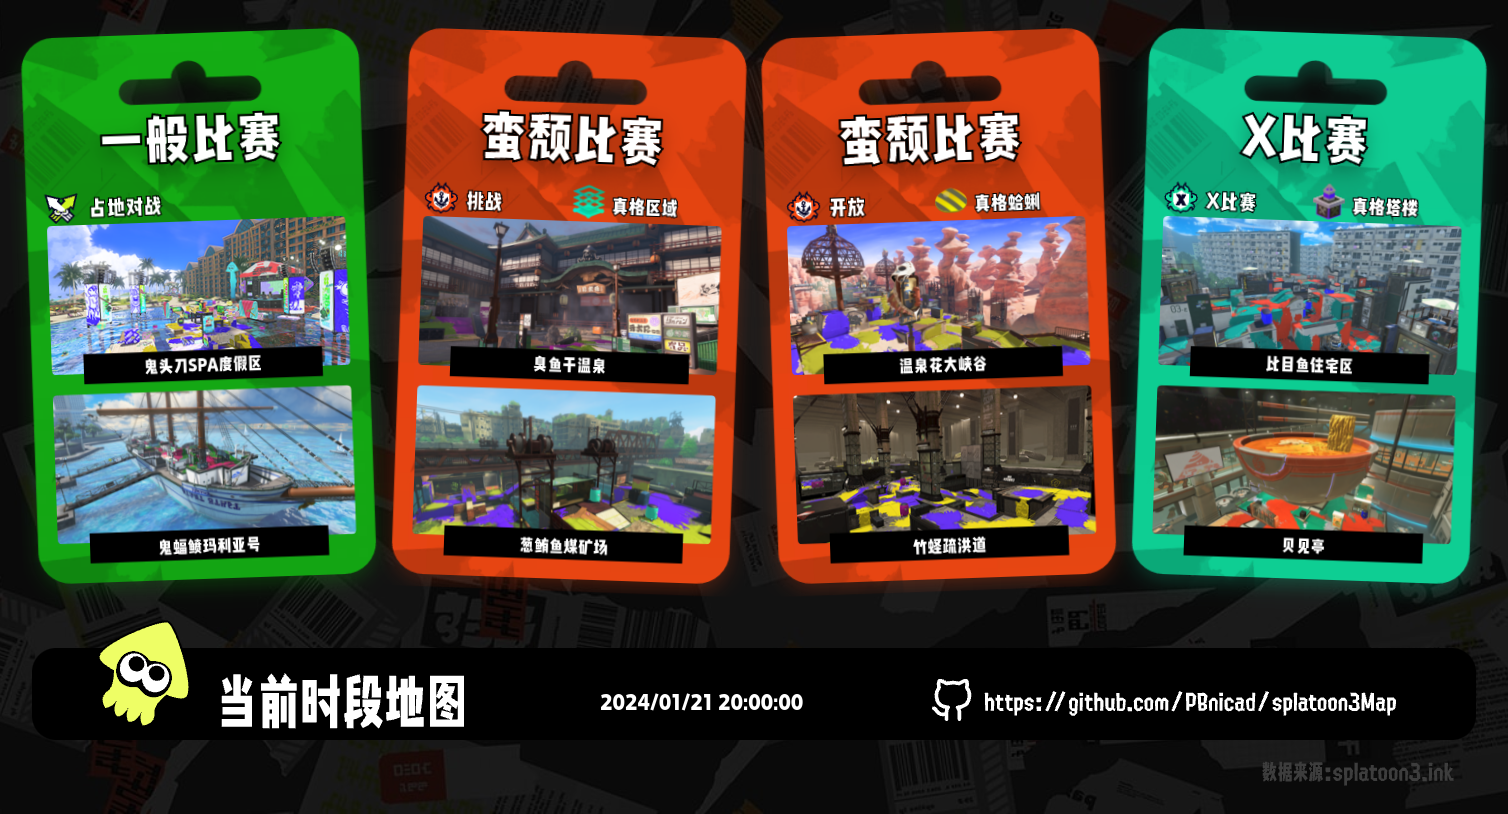 一般比赛
占地对战
鬼头刀SPA度假区
鬼蝠鲼玛利亚号
蛮颓比赛
挑战
真格区域
臭鱼干温泉
葱鲔鱼煤矿场
蛮颓比赛
开放
真格蛤蜊
温泉花大峡谷
竹蛏疏洪道
X比赛
X比赛
真格塔楼
比目鱼住宅区
贝见亭
当前时段地图
2024/01/21 20:00:00
https://github.com/PBnicad/splatoon3Map
数据来源:splatoon3.ink